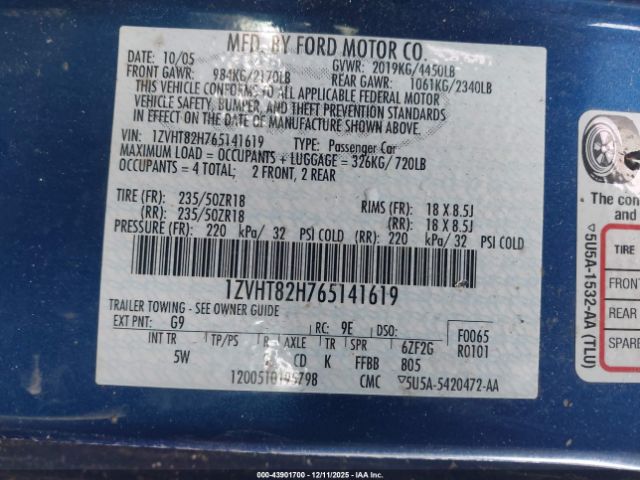 MFD. BY FORD MOTOR CO.
DATE: 10/05 GVWR: 2019KG/4450LB
FRONT GAWR: 984KG/2170LB REAR GAWR: 1061KG/2340LB
THIS VEHICLE CONFORMS TO ALL APPLICABLE FEDERAL MOTOR
VEHICLE SAFETY, BUMPER, AND THEFT PREVENTION STANDARDS
IN EFFECT ON THE DATE OF MANUFACTURE SHOWN ABOVE.
VIN: 1ZVHT82H765141619 TYPE: Passenger Car
MAXIMUM LOAD = OCCUPANTS + LUGGAGE = 326KG/720LB
OCCUPANTS = 4 TOTAL; 2 FRONT, 2 REAR
TIRE (FR): 235/50ZR18 RIMS (FR): 18 X 8.5J
(RR): 235/50ZR18 (RR): 18 X 8.5J
PRESSURE (FR): 220 kPa/ 32 PSI COLD (RR): 220 kPa/ 32 PSI COLD
1ZVHT82H765141619
TRAILER TOWING - SEE OWNER GUIDE
EXT PNT: G9 RC: 9E DSO: F0065
INT TR TP/PS R AXLE TR SPR 6ZF2G R0101
5W CD K FFBB 805
CMC ▽5U5A-5420472-AA
▽5U5A-1532-AA (TLU)
The
and
TIRE
FR
REAR
SPARE
00-43901700 - 12/11/2025 - IAA Inc.